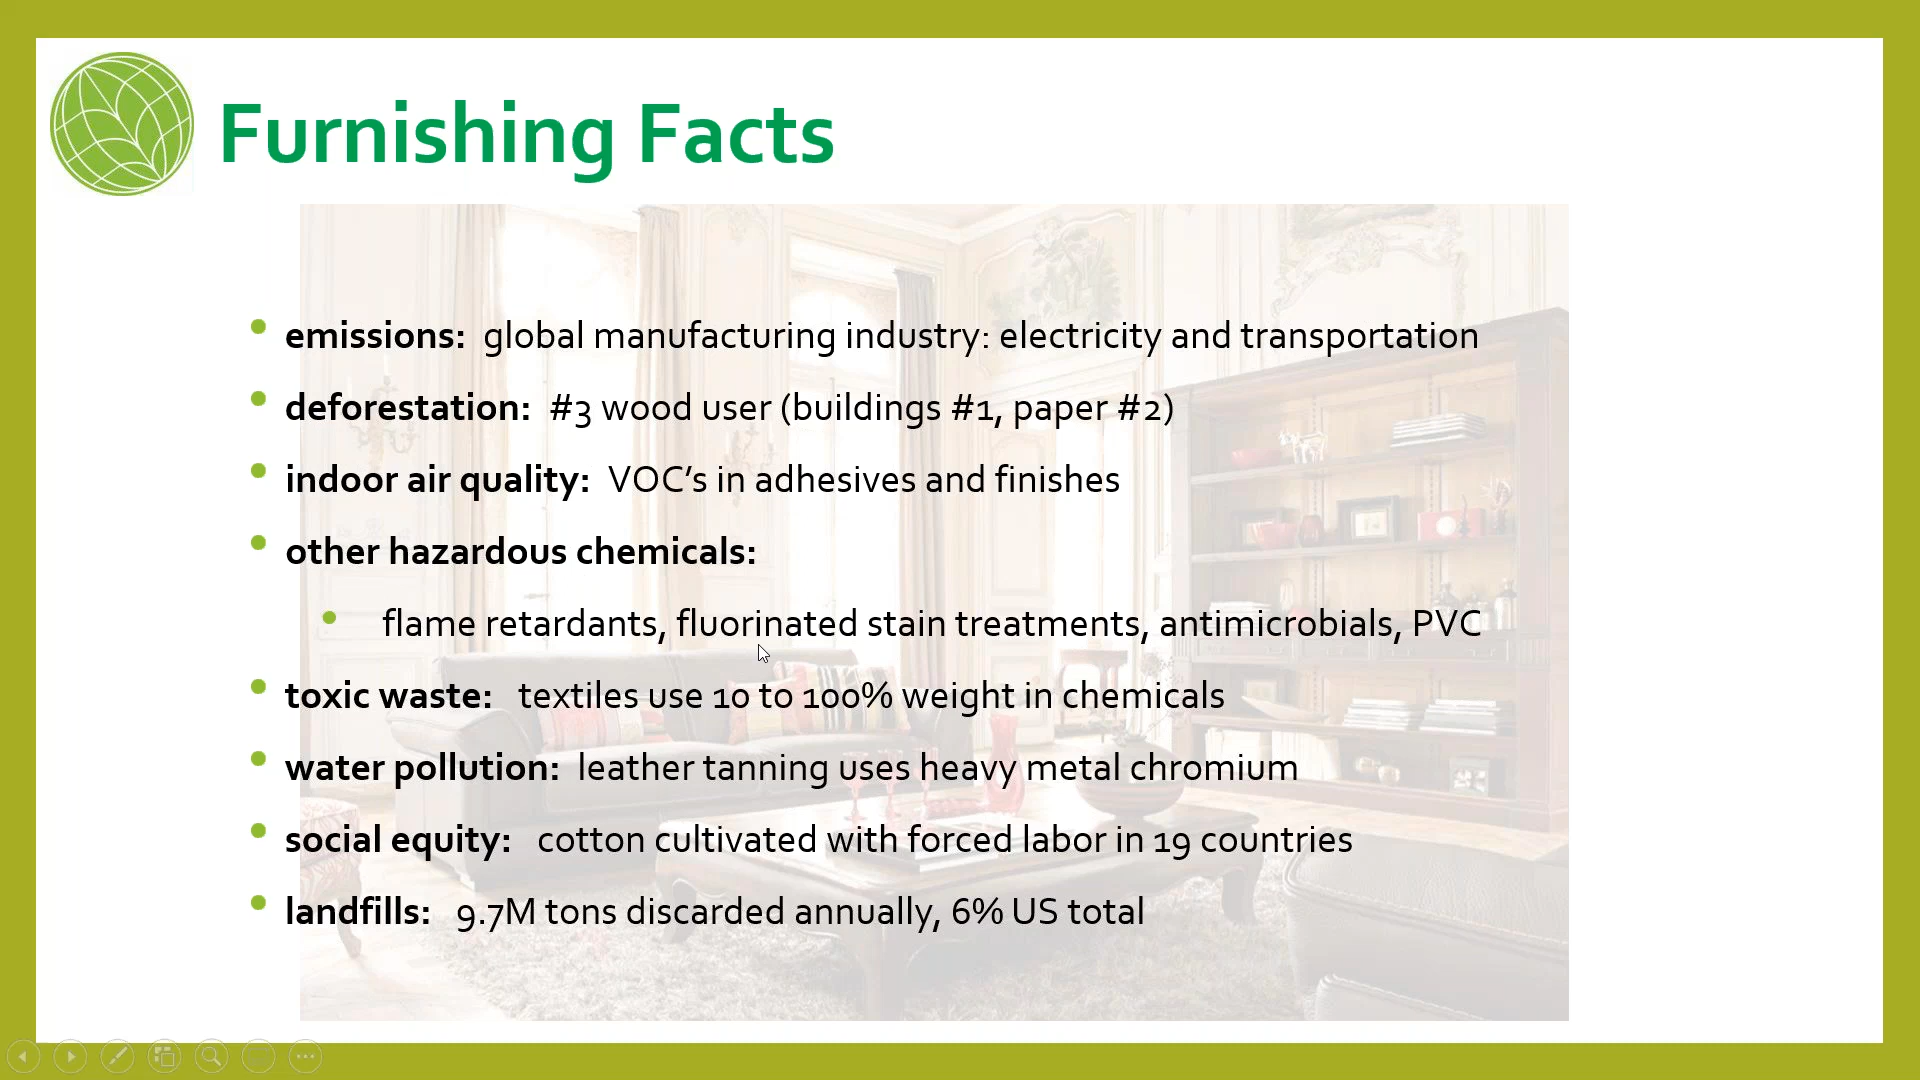 Furnishing Facts
emissions: global manufacturing industry: electricity and transportation
deforestation: #3 wood user (buildings #1, paper #2)
indoor air quality: VOC’s in adhesives and finishes
other hazardous chemicals:
flame retardants, fluorinated stain treatments, antimicrobials, PVC
toxic waste: textiles use 10 to 100% weight in chemicals
water pollution: leather tanning uses heavy metal chromium
social equity: cotton cultivated with forced labor in 19 countries
landfills: 9.7M tons discarded annually, 6% US total